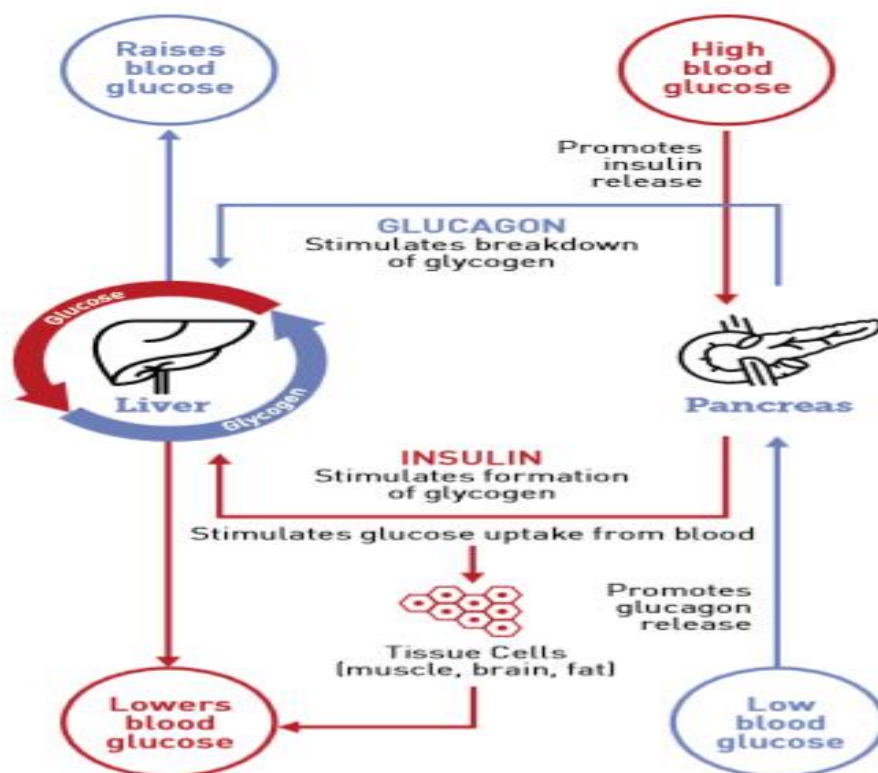 Raises
blood
glucose
High
blood
glucose
Promotes
insulin
release
GLUCAGON
Stimulates breakdown
of glycogen
Glucose
Liver
Glycogen
Pancreas
INSULIN
Stimulates formation
of glycogen
Stimulates glucose uptake from blood
Promotes
glucagon
release
Tissue Cells
(muscle, brain, fat)
Lowers
blood
glucose
Low
blood
glucose